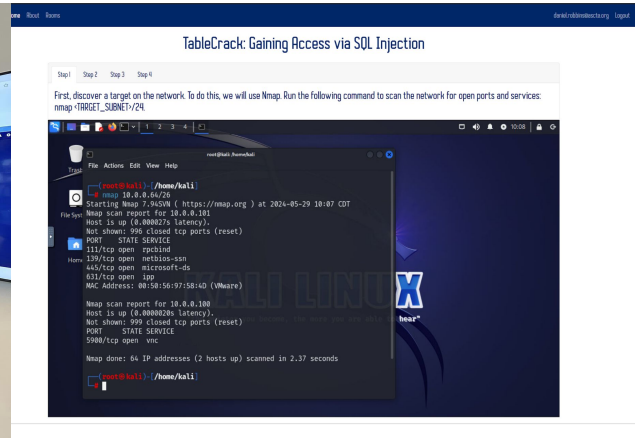 Home About Rooms
Logout
TableCrack: Gaining Access via SQL Injection
Step 1 Step 2 Step 3 Step 4
First, discover a target on the network. To do this, we will use Nmap. Run the following command to scan the network for open ports and services:
nmap <TARGET_SUBNET>/24.
1 2 3 4
10:08
Trash
root@kali: /home/kali
File Actions Edit View Help
(root@kali)-[/home/kali]
# nmap 10.0.0.64/26
File Syst
Starting Nmap 7.94SVN ( https://nmap.org ) at 2024-05-29 10:07 CDT
Nmap scan report for 10.0.0.101
Host is up (0.000027s latency).
Not shown: 996 closed tcp ports (reset)
PORT STATE SERVICE
111/tcp open rpcbind
139/tcp open netbios-ssn
Home
445/tcp open microsoft-ds
631/tcp open ipp
MAC Address: 00:50:56:97:58:4D (VMware)
KALI LINUX
Nmap scan report for 10.0.0.100
Host is up (0.0000020s latency).
Not shown: 999 closed tcp ports (reset)
hear"
PORT STATE SERVICE
5900/tcp open vnc
Nmap done: 64 IP addresses (2 hosts up) scanned in 2.37 seconds
(root@kali)-[/home/kali]
#